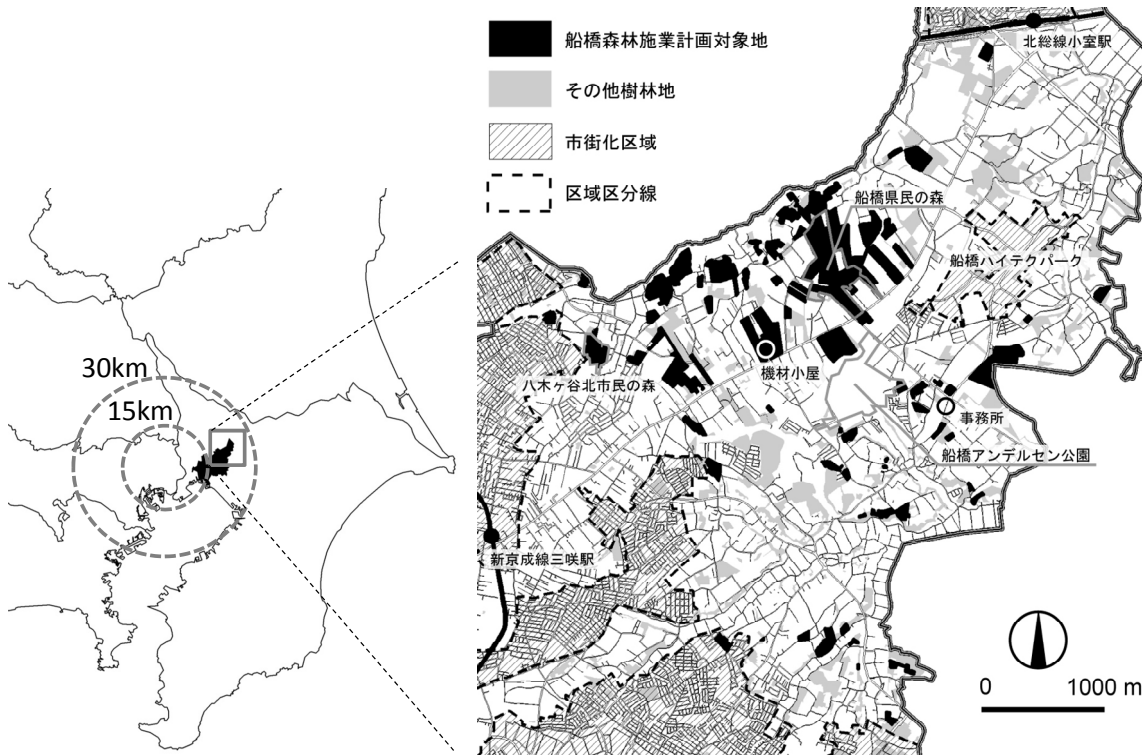 船橋森林施業計画対象地
その他樹林地
市街化区域
区域区分線
北総線小室駅
船橋県民の森
船橋ハイテクパーク
30km
15km
機材小屋
八木ヶ谷北市民の森
事務所
船橋アンデルセン公園
新京成線三咲駅
0
1000 m